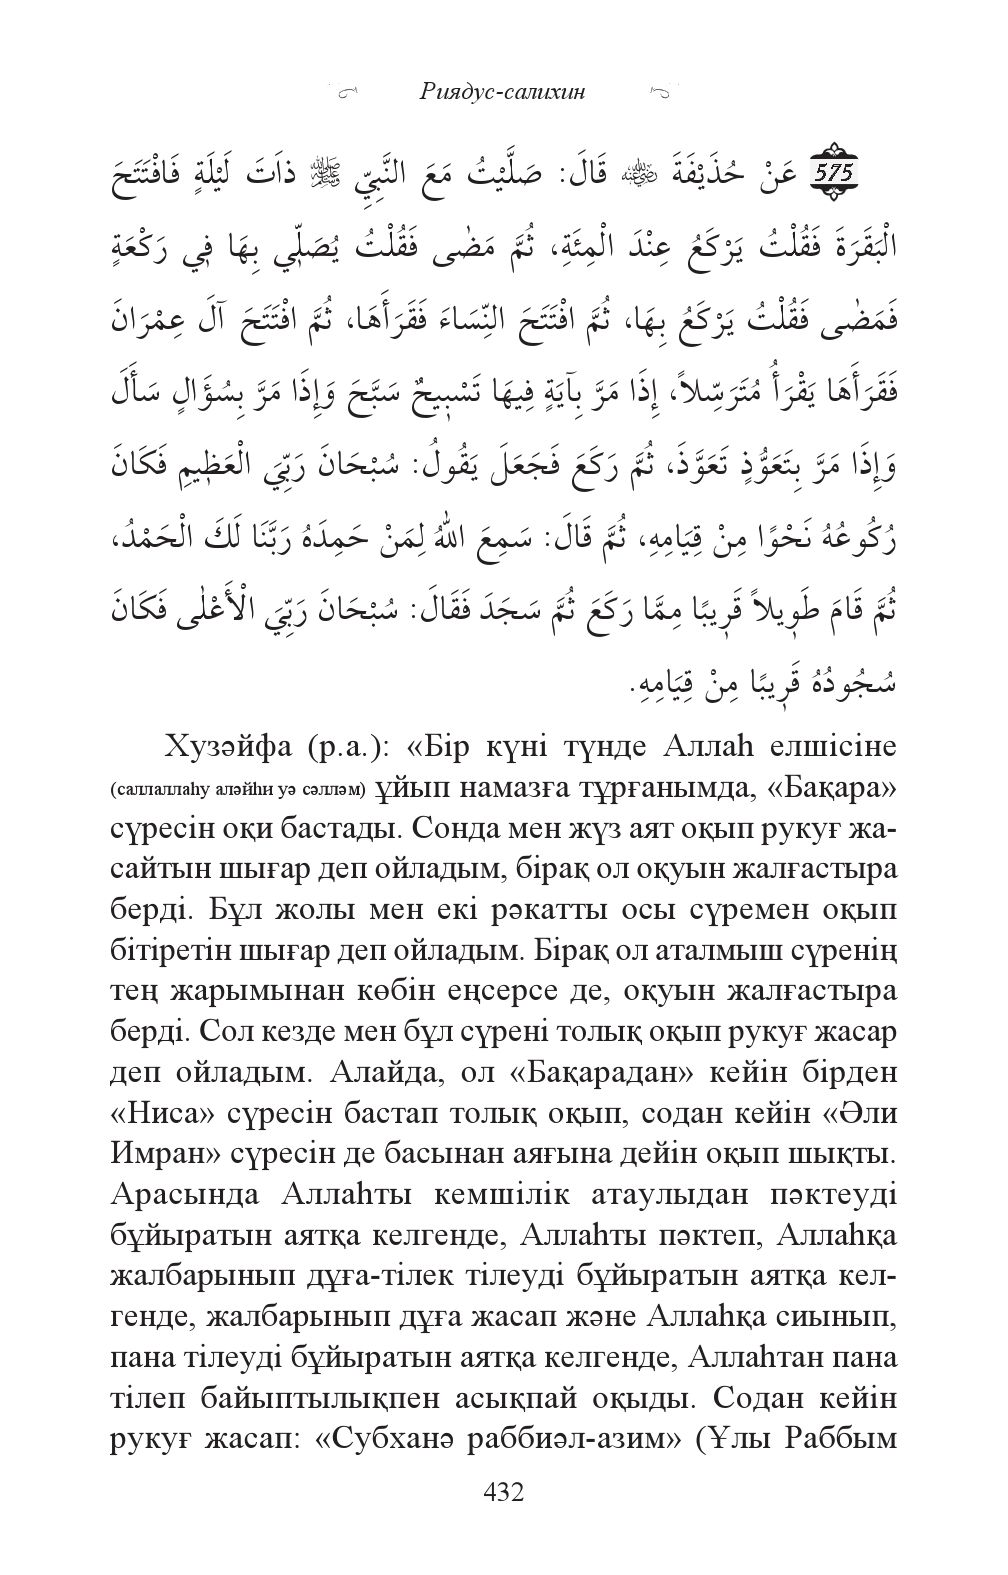 Риядус-салихин
575 عَنْ حُذَيْفَةَ ﵁ قَالَ: صَلَّيْتُ مَعَ النَّبِيِّ ﷺ ذَاتَ لَيْلَةٍ فَافْتَتَحَ
الْبَقَرَةَ فَقُلْتُ يَرْكَعُ عِنْدَ الْمِئَةِ، ثُمَّ مَضٰى فَقُلْتُ يُصَلِّي بِهَا فِي رَكْعَةٍ
فَمَضٰى فَقُلْتُ يَرْكَعُ بِهَا، ثُمَّ افْتَتَحَ النِّسَاءَ فَقَرَأَهَا، ثُمَّ افْتَتَحَ آلَ عِمْرَانَ
فَقَرَأَهَا يَقْرَأُ مُتَرَسِّلاً، إِذَا مَرَّ بِآيَةٍ فِيهَا تَسْبِيحٌ سَبَّحَ وَإِذَا مَرَّ بِسُؤَالٍ سَأَلَ
وَإِذَا مَرَّ بِتَعَوُّذٍ تَعَوَّذَ، ثُمَّ رَكَعَ فَجَعَلَ يَقُولُ: سُبْحَانَ رَبِّيَ الْعَظِيمِ فَكَانَ
رُكُوعُهُ نَحْوًا مِنْ قِيَامِهِ، ثُمَّ قَالَ: سَمِعَ اللهُ لِمَنْ حَمِدَهُ رَبَّنَا لَكَ الْحَمْدُ،
ثُمَّ قَامَ طَوِيلاً قَرِيبًا مِمَّا رَكَعَ ثُمَّ سَجَدَ فَقَالَ: سُبْحَانَ رَبِّيَ الْأَعْلٰى فَكَانَ
سُجُودُهُ قَرِيبًا مِنْ قِيَامِهِ.
Хузәйфа (р.а.): «Бір күні түнде Аллаһ елшісіне
(саллаллаһу аләйһи уә сәлләм) ұйып намазға тұрғанымда, «Бақара»
сүресін оқи бастады. Сонда мен жүз аят оқып рукуғ жа-
сайтын шығар деп ойладым, бірақ ол оқуын жалғастыра
берді. Бұл жолы мен екі рәкатты осы сүремен оқып
бітіретін шығар деп ойладым. Бірақ ол аталмыш сүренің
тең жарымынан көбін еңсерсе де, оқуын жалғастыра
берді. Сол кезде мен бұл сүрені толық оқып рукуғ жасар
деп ойладым. Алайда, ол «Бақарадан» кейін бірден
«Ниса» сүресін бастап толық оқып, содан кейін «Әли
Имран» сүресін де басынан аяғына дейін оқып шықты.
Арасында Аллаһты кемшілік атаулыдан пәктеуді
бұйыратын аятқа келгенде, Аллаһты пәктеп, Аллаһқа
жалбарынып дұға-тілек тілеуді бұйыратын аятқа кел-
генде, жалбарынып дұға жасап және Аллаһқа сиынып,
пана тілеуді бұйыратын аятқа келгенде, Аллаһтан пана
тілеп байыптылықпен асықпай оқыды. Содан кейін
рукуғ жасап: «Субханә раббиәл-азим» (Ұлы Раббым
432